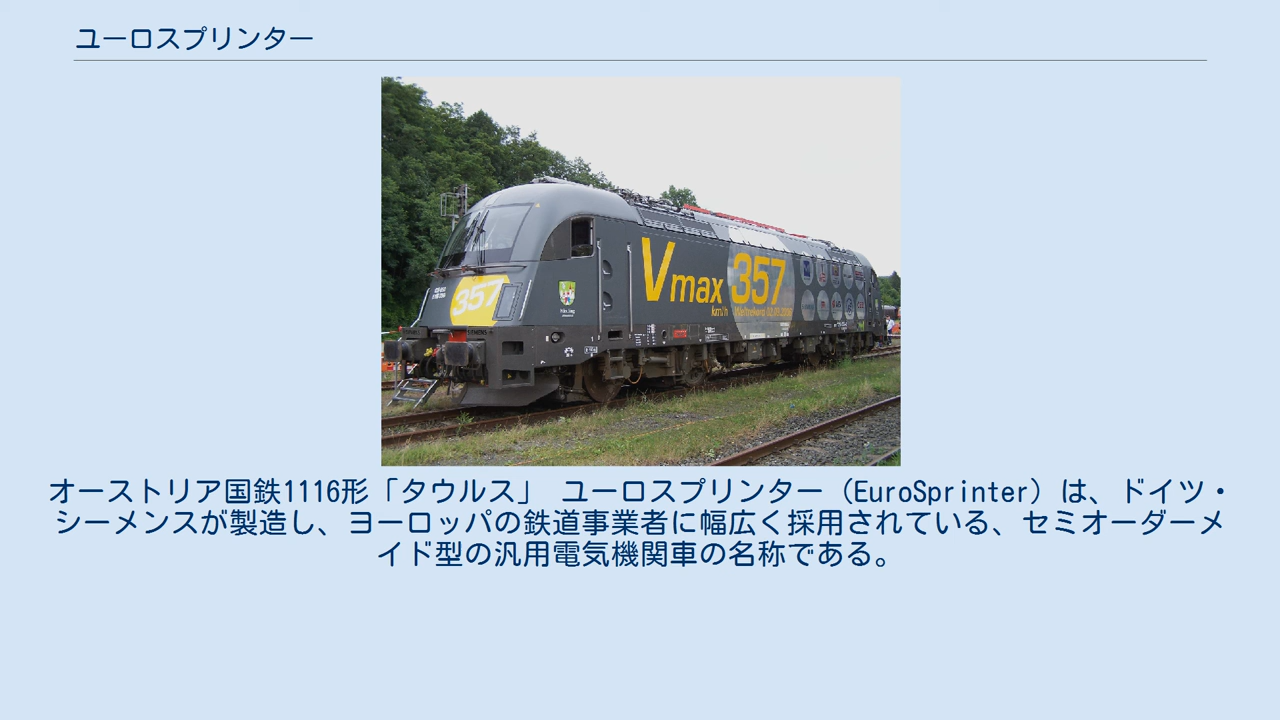 ユーロスプリンター
357
Vmax 357
km/h
オーストリア国鉄1116形「タウルス」 ユーロスプリンター（EuroSprinter）は、ドイツ・
シーメンスが製造し、ヨーロッパの鉄道事業者に幅広く採用されている、セミオーダーメ
イド型の汎用電気機関車の名称である。